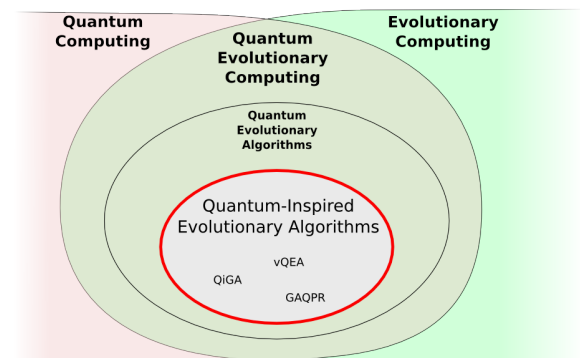 Quantum
Computing
Quantum
Evolutionary
Computing
Evolutionary
Computing
Quantum
Evolutionary
Algorithms
Quantum-Inspired
Evolutionary Algorithms
vQEA
QiGA
GAQPR